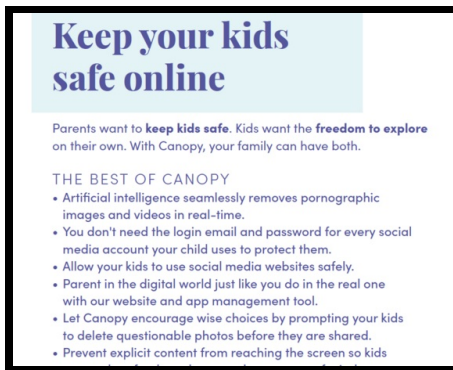 Keep your kids
safe online
Parents want to keep kids safe. Kids want the freedom to explore
on their own. With Canopy, your family can have both.
THE BEST OF CANOPY
• Artificial intelligence seamlessly removes pornographic
images and videos in real-time.
• You don't need the login email and password for every social
media account your child uses to protect them.
• Allow your kids to use social media websites safely.
• Parent in the digital world just like you do in the real one
with our website and app management tool.
• Let Canopy encourage wise choices by prompting your kids
to delete questionable photos before they are shared.
• Prevent explicit content from reaching the screen so kids